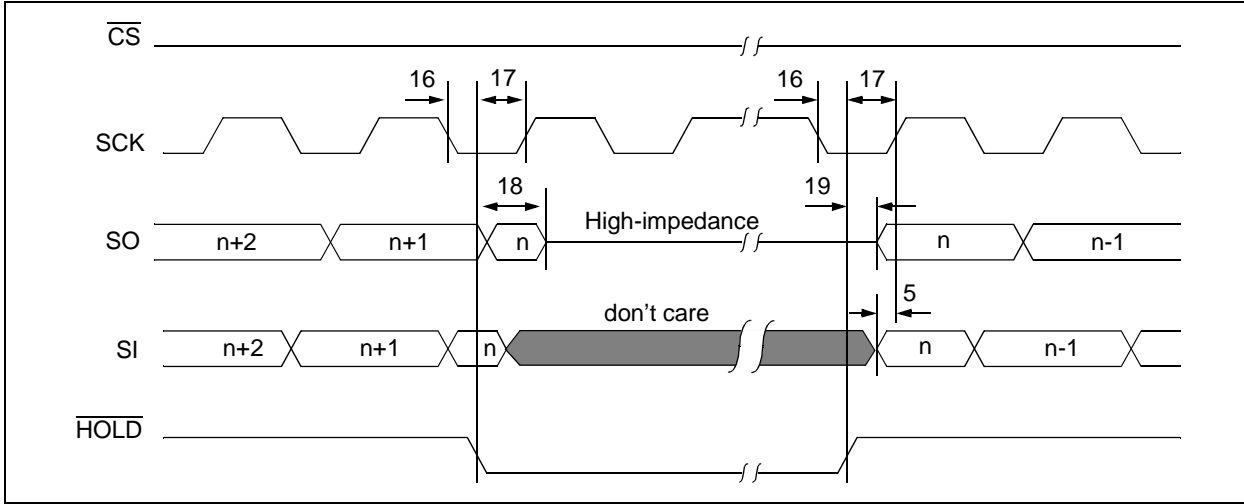 CS
16 17 16 17
SCK
18 19
High-impedance
SO n+2 n+1 n n n-1
5
don't care
SI n+2 n+1 n n n-1
HOLD